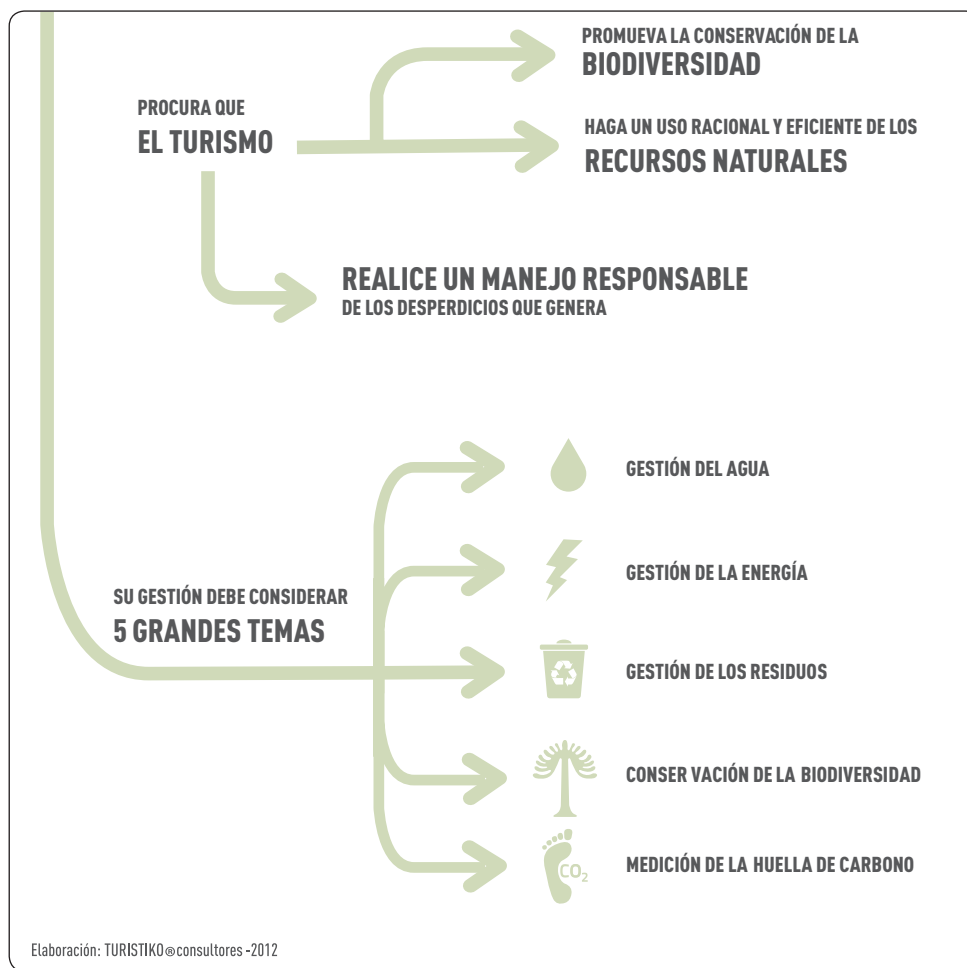 PROMUEVA LA CONSERVACIÓN DE LA
BIODIVERSIDAD
PROCURA QUE
EL TURISMO
HAGA UN USO RACIONAL Y EFICIENTE DE LOS
RECURSOS NATURALES
REALICE UN MANEJO RESPONSABLE
DE LOS DESPERDICIOS QUE GENERA
GESTIÓN DEL AGUA
GESTIÓN DE LA ENERGÍA
SU GESTIÓN DEBE CONSIDERAR
5 GRANDES TEMAS
GESTIÓN DE LOS RESIDUOS
CONSER VACIÓN DE LA BIODIVERSIDAD
CO₂
MEDICIÓN DE LA HUELLA DE CARBONO
Elaboración: TURISTIKO®consultores -2012